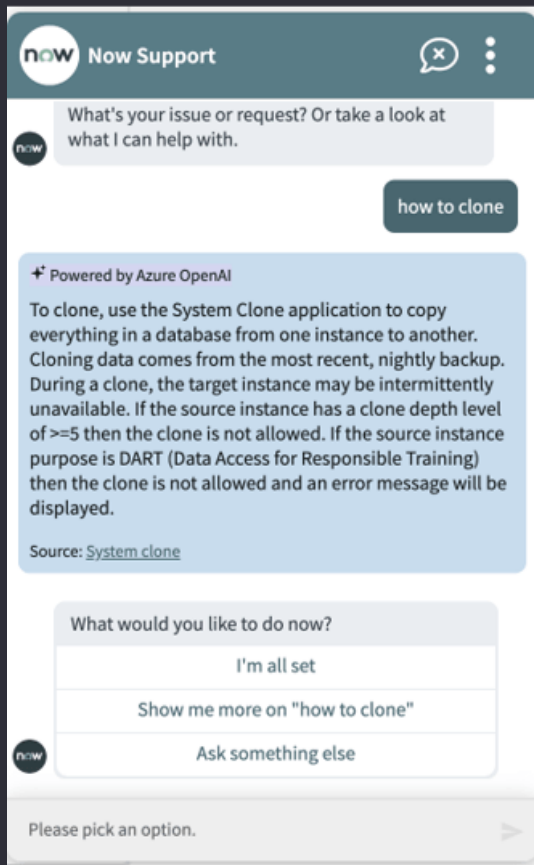 now Now Support
What's your issue or request? Or take a look at
what I can help with.
now
how to clone
Powered by Azure OpenAI
To clone, use the System Clone application to copy
everything in a database from one instance to another.
Cloning data comes from the most recent, nightly backup.
During a clone, the target instance may be intermittently
unavailable. If the source instance has a clone depth level
of >=5 then the clone is not allowed. If the source instance
purpose is DART (Data Access for Responsible Training)
then the clone is not allowed and an error message will be
displayed.
Source: System clone
What would you like to do now?
I'm all set
Show me more on "how to clone"
Ask something else
now
Please pick an option.